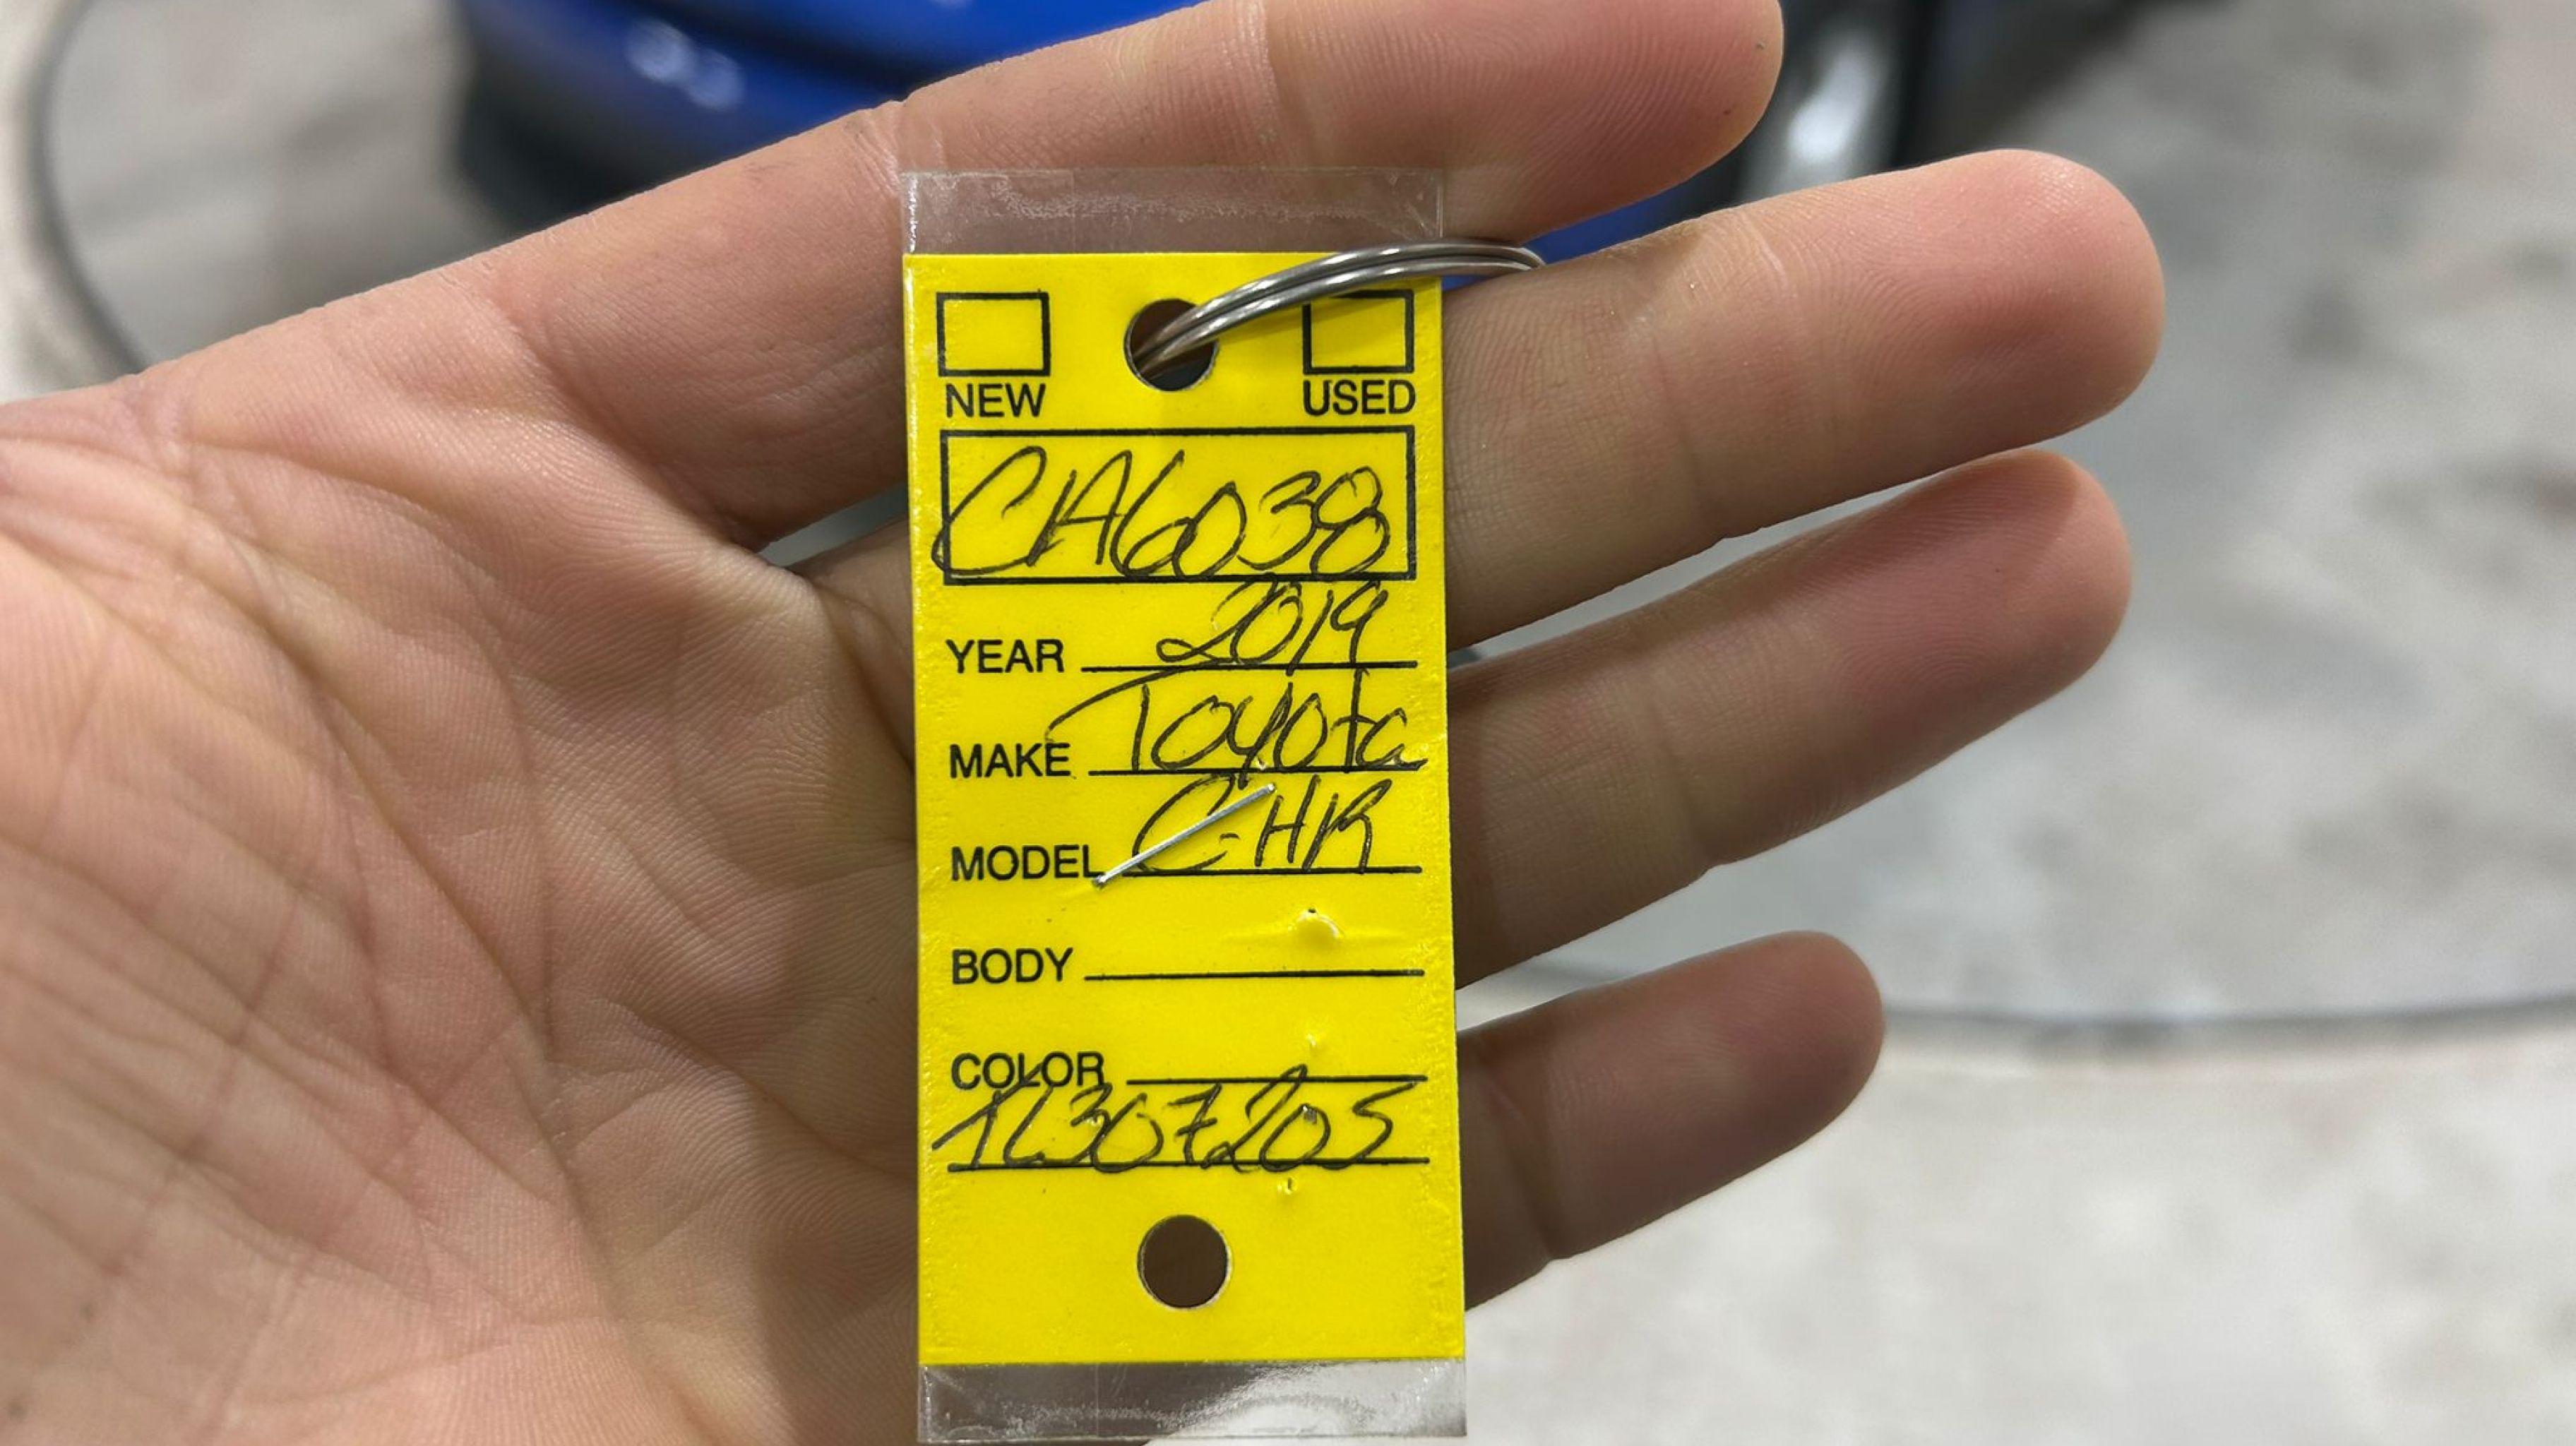 NEW USED
CA6038
YEAR 2019
MAKE Toyota
MODEL C-HR
BODY
COLOR
1L307205